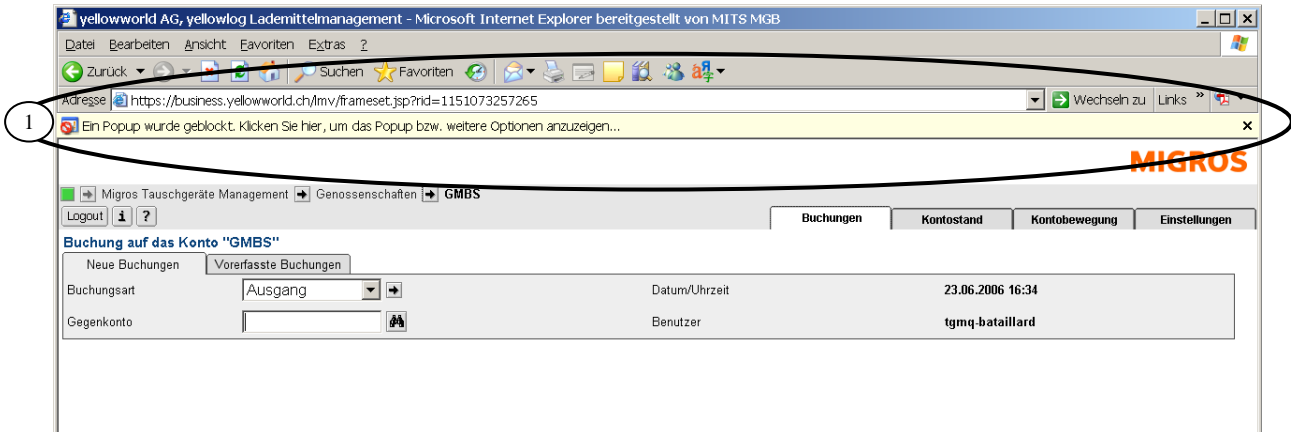 yellowworld AG, yellowlog Lademittelmanagement - Microsoft Internet Explorer bereitgestellt von MITS MGB
Datei Bearbeiten Ansicht Favoriten Extras ?
Zurück Suchen Favoriten
Adresse https://business.yellowworld.ch/lmv/frameset.jsp?rid=1151073257265 Wechseln zu Links »
1 Ein Popup wurde geblockt. Klicken Sie hier, um das Popup bzw. weitere Optionen anzuzeigen...
MIGROS
Migros Tauschgeräte Management Genossenschaften GMBS
Logout i ? Buchungen Kontostand Kontobewegung Einstellungen
Buchung auf das Konto "GMBS"
Neue Buchungen Vorerfasste Buchungen
Buchungsart Ausgang Datum/Uhrzeit 23.06.2006 16:34
Gegenkonto Benutzer tgmq-bataillard